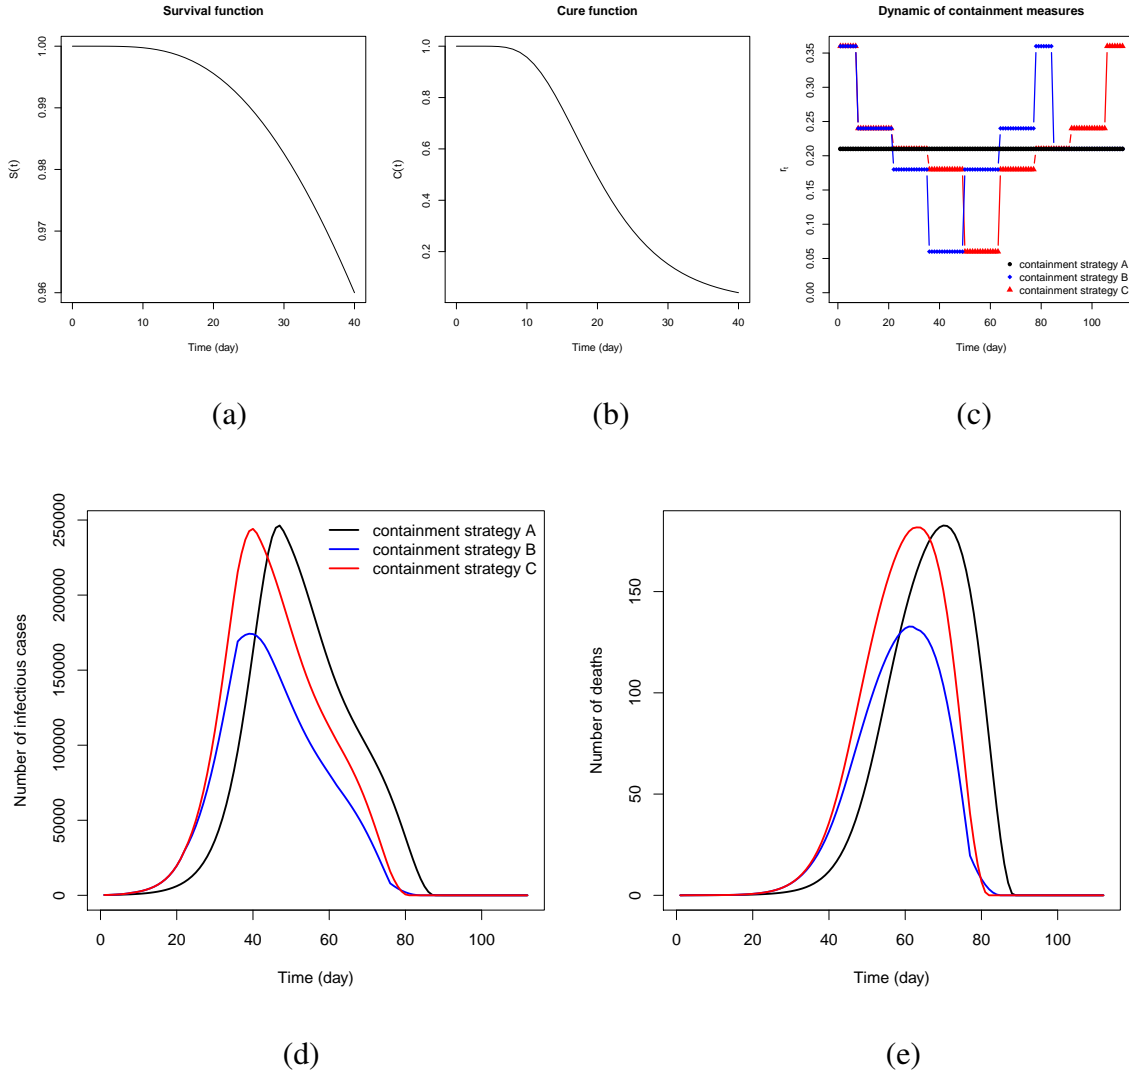 Survival function
Cure function
Dynamic of containment measures
S(t)
1.00
0.99
0.98
0.97
0.96
0 10 20 30 40
Time (day)
C(t)
1.0
0.8
0.6
0.4
0.2
0 10 20 30 40
Time (day)
r_t
0.35
0.30
0.25
0.20
0.15
0.10
0.05
0.00
containment strategy A
containment strategy B
containment strategy C
0 20 40 60 80 100
Time (day)
(a)
(b)
(c)
Number of infectious cases
250000
200000
150000
100000
50000
0
containment strategy A
containment strategy B
containment strategy C
0 20 40 60 80 100
Time (day)
Number of deaths
150
100
50
0
0 20 40 60 80 100
Time (day)
(d)
(e)